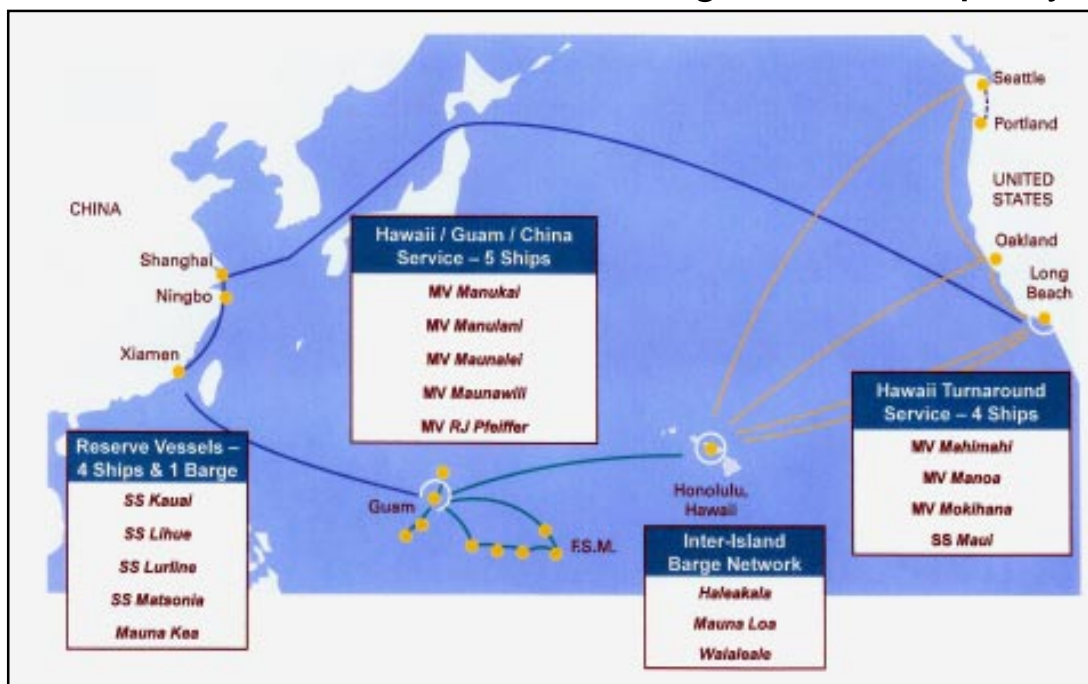 Seattle
Portland
UNITED
STATES
CHINA
Oakland
Long
Beach
Shanghai
Ningbo
Xiamen
Hawaii / Guam / China
Service – 5 Ships
MV Manukai
MV Manulani
MV Maunalei
MV Maunawili
MV RJ Pfeiffer
Hawaii Turnaround
Service – 4 Ships
MV Mahimahi
MV Manoa
MV Mokihana
SS Maui
Reserve Vessels –
4 Ships & 1 Barge
SS Kauai
SS Lihue
SS Lurline
SS Matsonia
Mauna Kea
Guam
F.S.M.
Honolulu,
Hawaii
Inter-Island
Barge Network
Haleakala
Mauna Loa
Waialeale